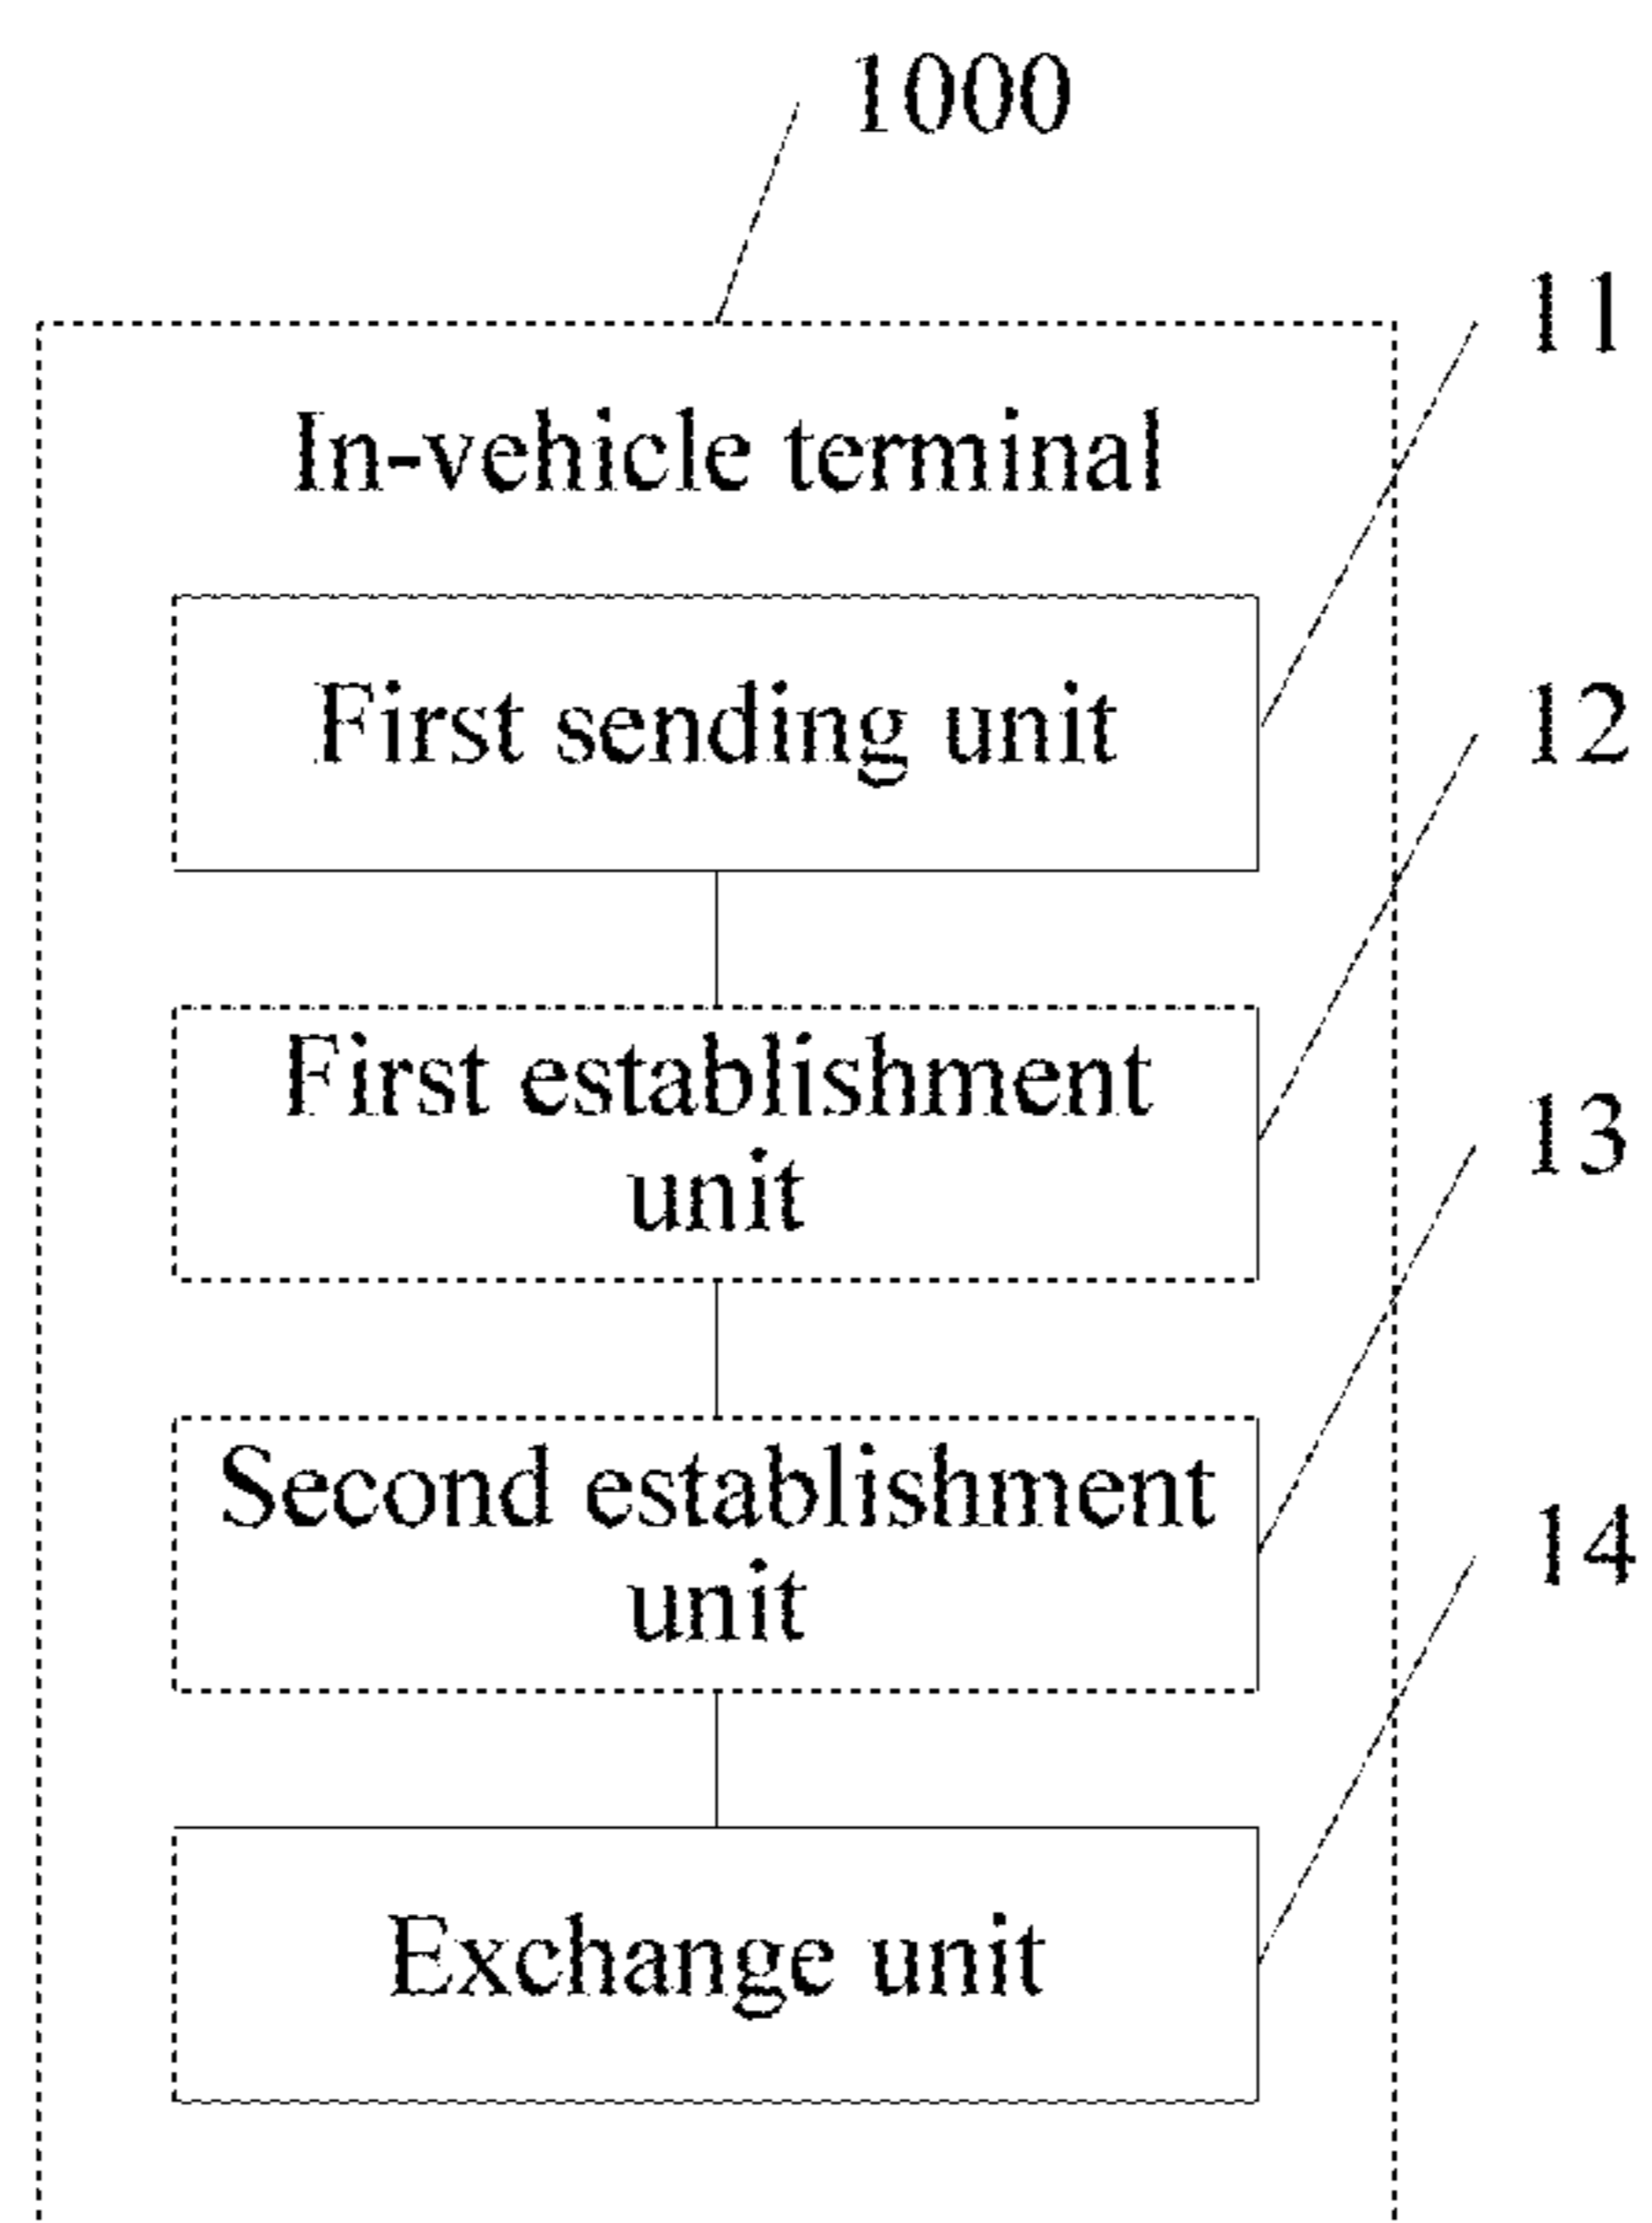 1000
11
In-vehicle terminal
First sending unit
12
First establishment
unit
13
Second establishment
unit
14
Exchange unit